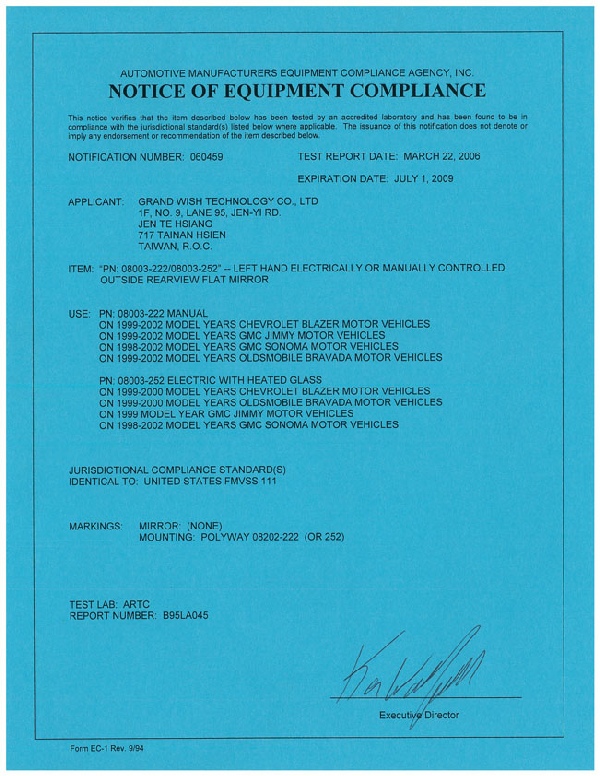 AUTOMOTIVE MANUFACTURERS EQUIPMENT COMPLIANCE AGENCY, INC.
NOTICE OF EQUIPMENT COMPLIANCE
This notice verifies that the item described below has been tested by an accredited laboratory and has been found to be in
compliance with the jurisdictional standard(s) listed below where applicable. The issuance of this notification does not denote or
imply any endorsement or recommendation of the item described below.
NOTIFICATION NUMBER: 060459 TEST REPORT DATE: MARCH 22, 2006
EXPIRATION DATE: JULY 1, 2009
APPLICANT: GRAND WISH TECHNOLOGY CO., LTD
1F, NO. 9, LANE 95, JEN-YI RD.
JEN TE HSIANG
717 TAINAN HSIEN
TAIWAN, R.O.C.
ITEM: "PN: 08003-222/08003-252" -- LEFT HAND ELECTRICALLY OR MANUALLY CONTROLLED
OUTSIDE REARVIEW FLAT MIRROR
USE: PN: 08003-222 MANUAL
ON 1999-2002 MODEL YEARS CHEVROLET BLAZER MOTOR VEHICLES
ON 1999-2002 MODEL YEARS GMC JIMMY MOTOR VEHICLES
ON 1998-2002 MODEL YEARS GMC SONOMA MOTOR VEHICLES
ON 1999-2002 MODEL YEARS OLDSMOBILE BRAVADA MOTOR VEHICLES
PN: 08003-252 ELECTRIC WITH HEATED GLASS
ON 1999-2000 MODEL YEARS CHEVROLET BLAZER MOTOR VEHICLES
ON 1999-2000 MODEL YEARS OLDSMOBILE BRAVADA MOTOR VEHICLES
ON 1999 MODEL YEAR GMC JIMMY MOTOR VEHICLES
ON 1998-2002 MODEL YEARS GMC SONOMA MOTOR VEHICLES
JURISDICTIONAL COMPLIANCE STANDARD(S)
IDENTICAL TO: UNITED STATES FMVSS 111
MARKINGS: MIRROR: (NONE)
MOUNTING: POLYWAY 08202-222 (OR 252)
TEST LAB: ARTC
REPORT NUMBER: B95LA045
Executive Director
Form EC-1 Rev. 9/94